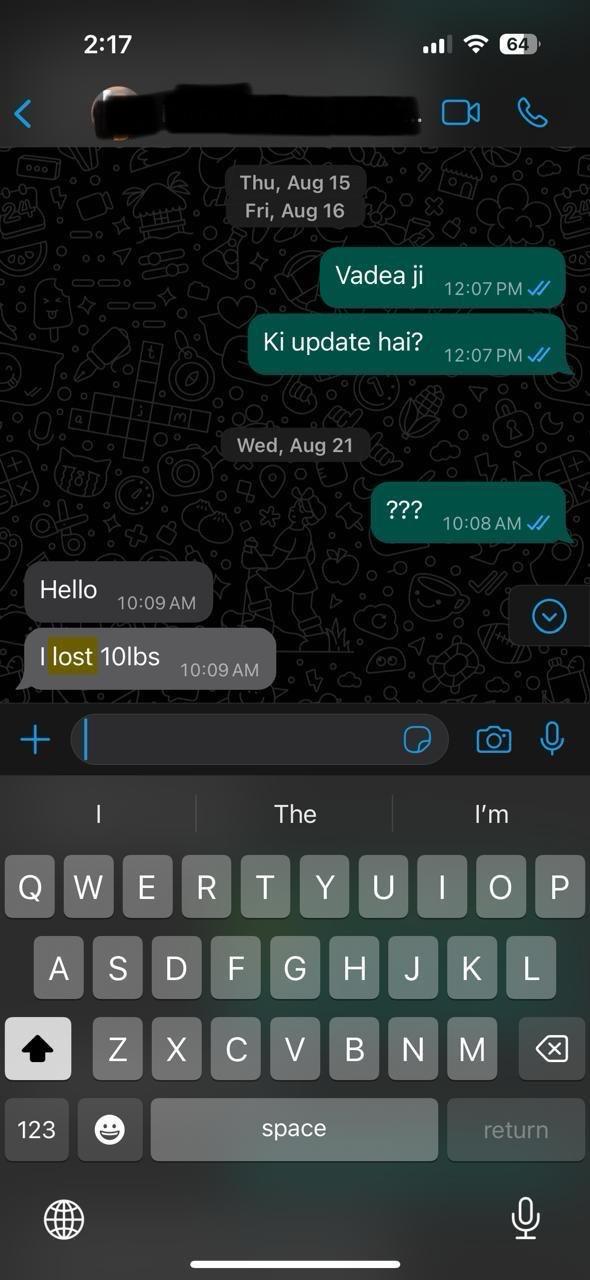 2:17
64
Thu, Aug 15
Fri, Aug 16
Vadea ji 12:07 PM
Ki update hai? 12:07 PM
Wed, Aug 21
??? 10:08 AM
Hello 10:09 AM
I lost 10lbs 10:09 AM
I The I'm
Q W E R T Y U I O P
A S D F G H J K L
Z X C V B N M
123 space return